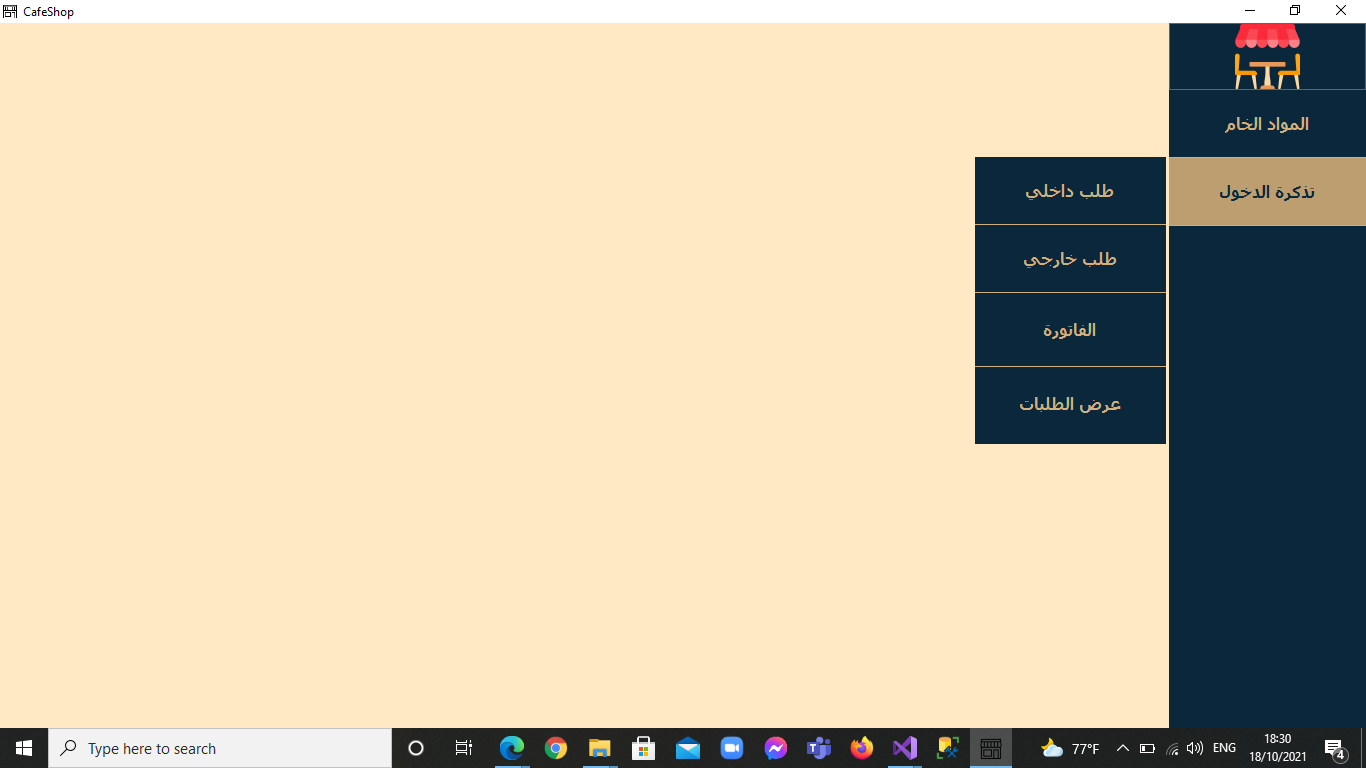 CafeShop
المواد الخام
تذكرة الدخول
طلب داخلي
طلب خارجي
الفاتورة
عرض الطلبات
Type here to search
77°F
ENG
18:30
18/10/2021
4